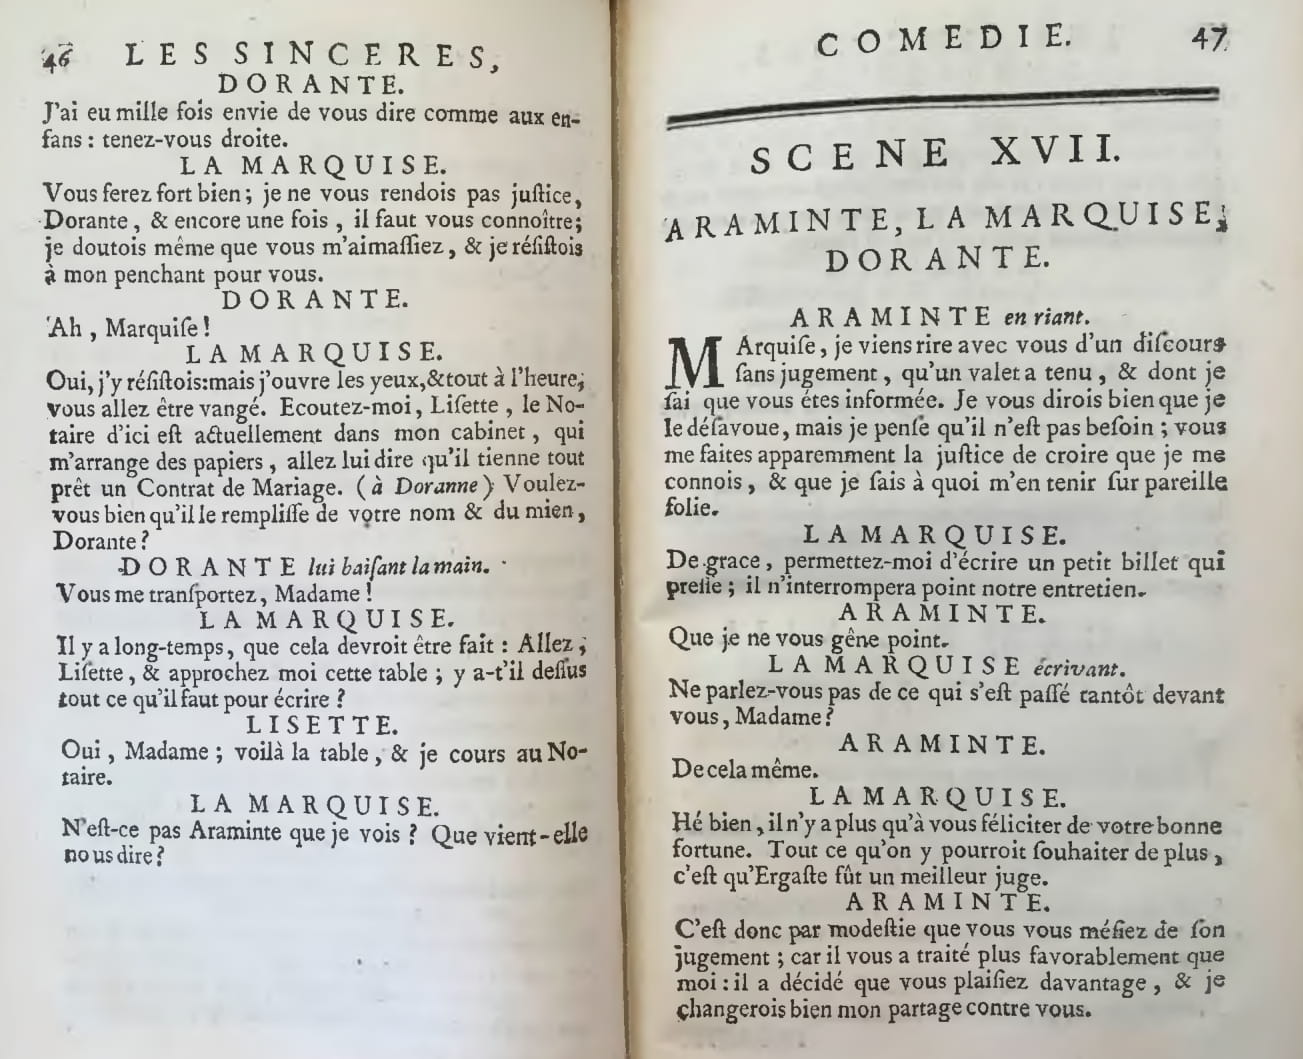 46 LES SINCERES,
DORANTE.
J'ai eu mille fois envie de vous dire comme aux en-
fans : tenez-vous droite.
LA MARQUISE.
Vous ferez fort bien ; je ne vous rendois pas juſtice,
Dorante, & encore une fois, il faut vous connoître;
je doutois même que vous m'aimaſſiez, & je réſiſtois
à mon penchant pour vous.
DORANTE.
Ah, Marquiſe !
LA MARQUISE.
Oui, j'y réſiſtois: mais j'ouvre les yeux, & tout à l'heure,
vous allez être vangé. Ecoutez-moi, Liſette, le No-
taire d'ici eſt actuellement dans mon cabinet, qui
m'arrange des papiers, allez lui dire qu'il tienne tout
prêt un Contrat de Mariage. (à Doranne) Voulez-
vous bien qu'il le rempliſſe de votre nom & du mien,
Dorante ?
DORANTE lui baiſant la main.
Vous me tranſportez, Madame !
LA MARQUISE.
Il y a long-temps, que cela devroit être fait : Allez ;
Liſette, & approchez moi cette table ; y a-t'il deſſus
tout ce qu'il faut pour écrire ?
LISETTE.
Oui, Madame ; voilà la table, & je cours au No-
taire.
LA MARQUISE.
N'eſt-ce pas Araminte que je vois ? Que vient-elle
nous dire ?
COMEDIE. 47
SCENE XVII.
ARAMINTE, LA MARQUISE,
DORANTE.
ARAMINTE en riant.
MArquiſe, je viens rire avec vous d'un diſcours
ſans jugement, qu'un valet a tenu, & dont je
ſai que vous étes informée. Je vous dirois bien que je
le déſavoue, mais je penſe qu'il n'eſt pas beſoin ; vous
me faites apparemment la juſtice de croire que je me
connois, & que je ſais à quoi m'en tenir ſur pareille
folie.
LA MARQUISE.
De grace, permettez-moi d'écrire un petit billet qui
preſſe ; il n'interrompera point notre entretien.
ARAMINTE.
Que je ne vous gêne point.
LA MARQUISE écrivant.
Ne parlez-vous pas de ce qui s'eſt paſſé tantôt devant
vous, Madame ?
ARAMINTE.
De cela même.
LA MARQUISE.
Hé bien, il n'y a plus qu'à vous féliciter de votre bonne
fortune. Tout ce qu'on y pourroit ſouhaiter de plus,
c'eſt qu'Ergaſte fût un meilleur juge.
ARAMINTE.
C'eſt donc par modeſtie que vous vous méfiez de ſon
jugement ; car il vous a traité plus favorablement que
moi : il a décidé que vous plaiſiez davantage, & je
changerois bien mon partage contre vous.